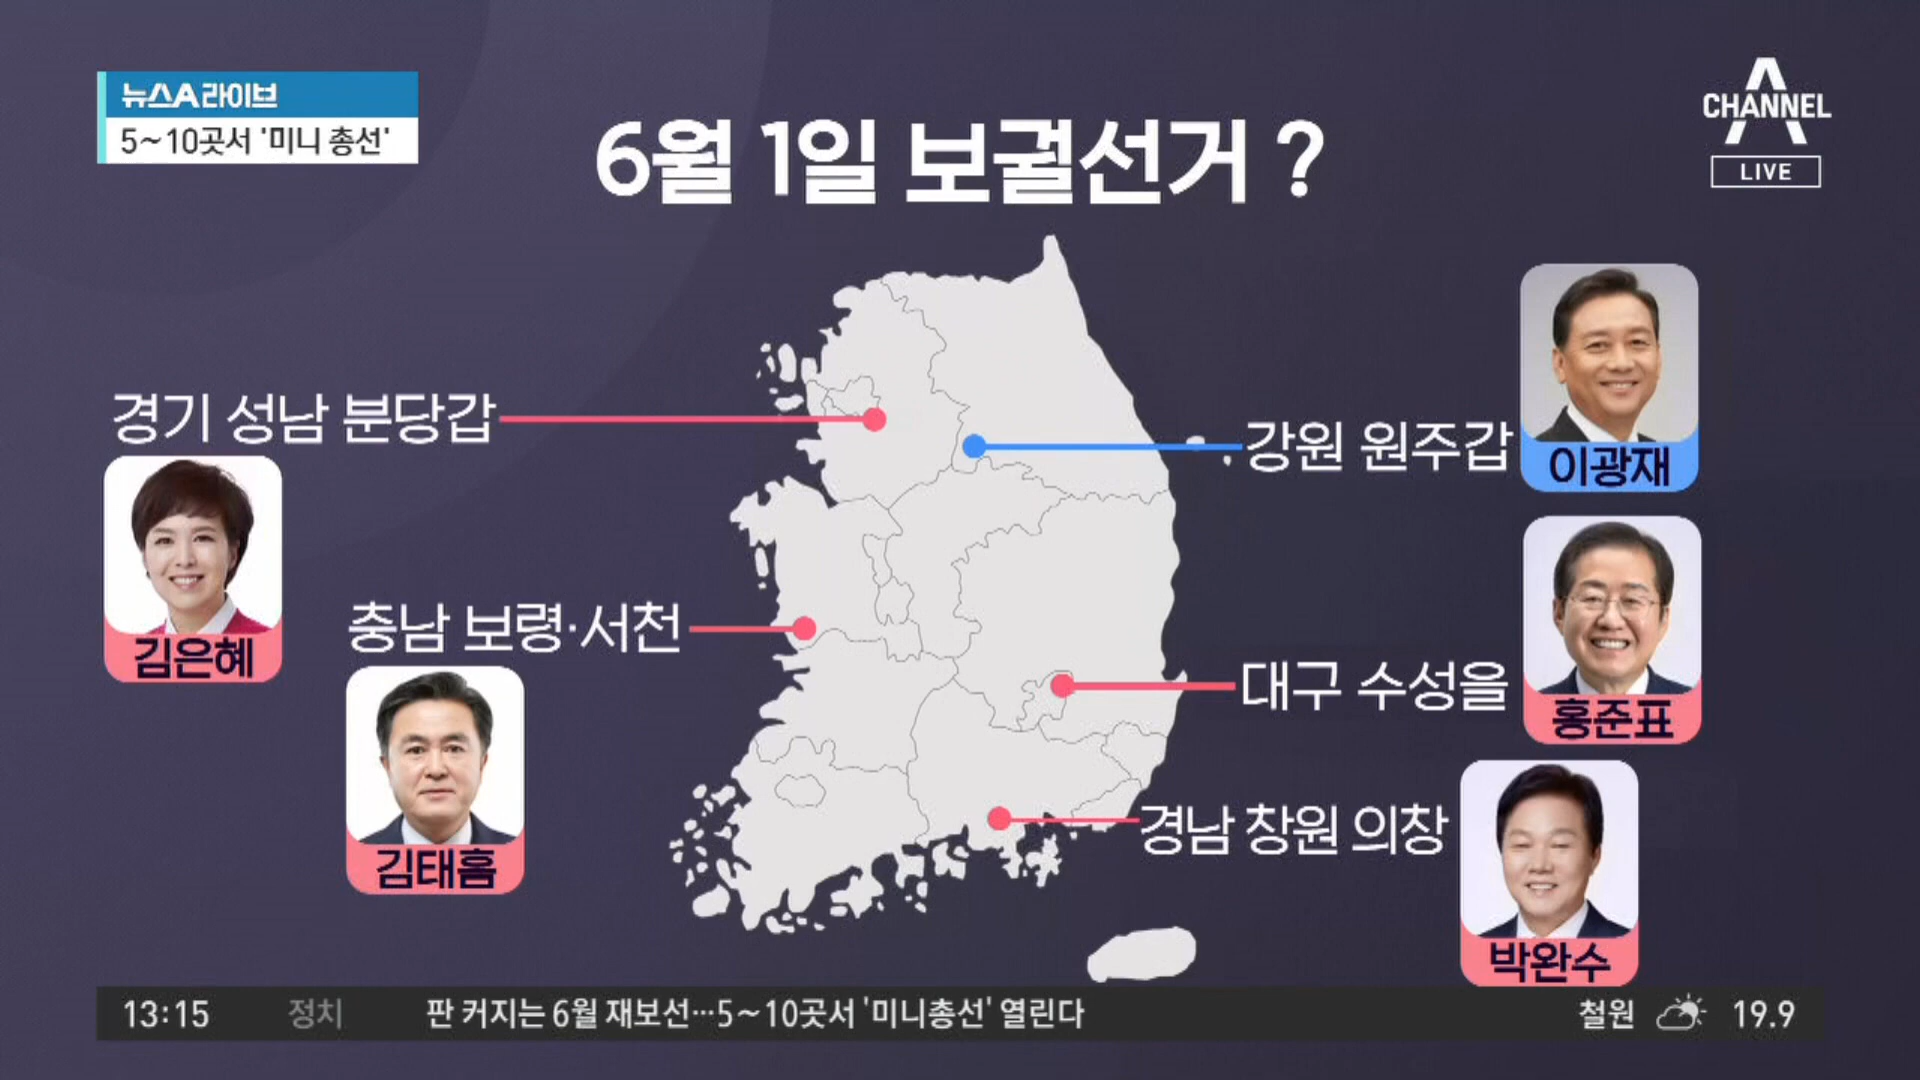 뉴스A라이브
5~10곳서 '미니 총선'
6월 1일 보궐선거 ?
CHANNEL A
LIVE
경기 성남 분당갑
김은혜
강원 원주갑
이광재
충남 보령·서천
김태흠
대구 수성을
홍준표
경남 창원 의창
박완수
13:15 정치 판 커지는 6월 재보선…5~10곳서 '미니총선' 열린다 철원 19.9